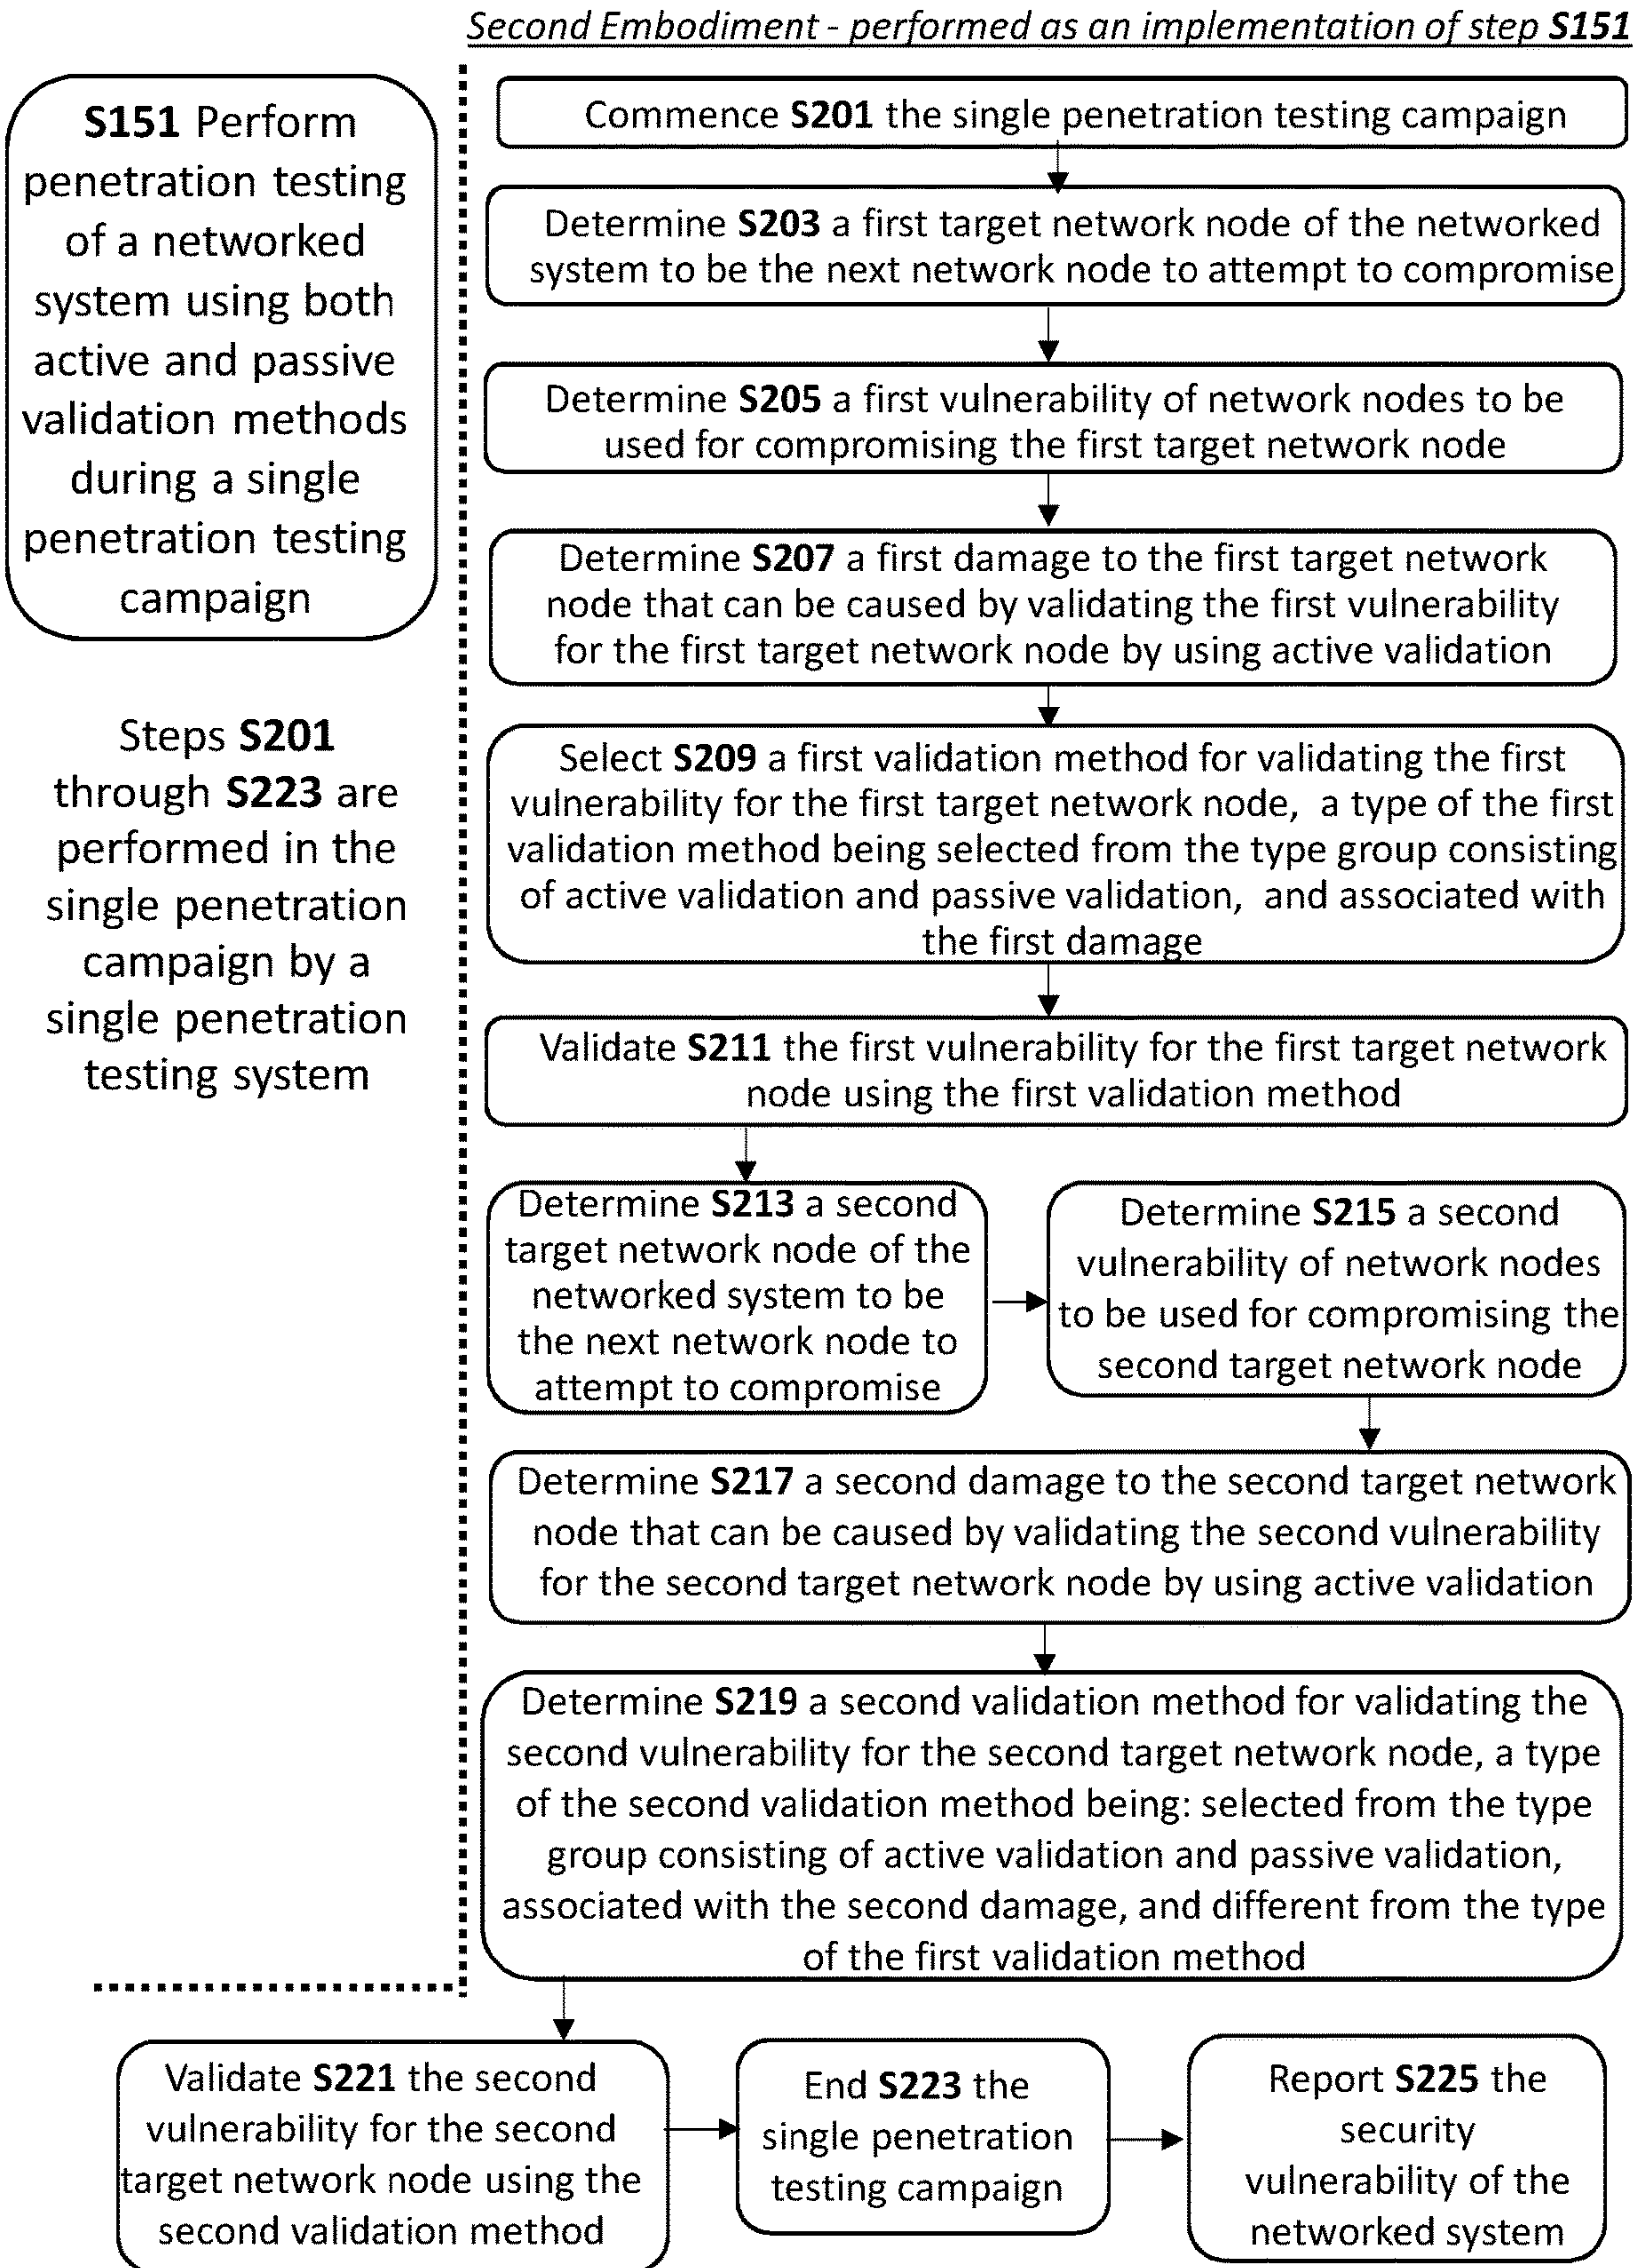 Second Embodiment - performed as an implementation of step S151
S151 Perform
penetration testing
of a networked
system using both
active and passive
validation methods
during a single
penetration testing
campaign
Steps S201
through S223 are
performed in the
single penetration
campaign by a
single penetration
testing system
Commence S201 the single penetration testing campaign
Determine S203 a first target network node of the networked
system to be the next network node to attempt to compromise
Determine S205 a first vulnerability of network nodes to be
used for compromising the first target network node
Determine S207 a first damage to the first target network
node that can be caused by validating the first vulnerability
for the first target network node by using active validation
Select S209 a first validation method for validating the first
vulnerability for the first target network node, a type of the first
validation method being selected from the type group consisting
of active validation and passive validation, and associated with
the first damage
Validate S211 the first vulnerability for the first target network
node using the first validation method
Determine S213 a second
target network node of the
networked system to be
the next network node to
attempt to compromise
Determine S215 a second
vulnerability of network nodes
to be used for compromising the
second target network node
Determine S217 a second damage to the second target network
node that can be caused by validating the second vulnerability
for the second target network node by using active validation
Determine S219 a second validation method for validating the
second vulnerability for the second target network node, a type
of the second validation method being: selected from the type
group consisting of active validation and passive validation,
associated with the second damage, and different from the type
of the first validation method
Validate S221 the second
vulnerability for the second
target network node using the
second validation method
End S223 the
single penetration
testing campaign
Report S225 the
security
vulnerability of the
networked system